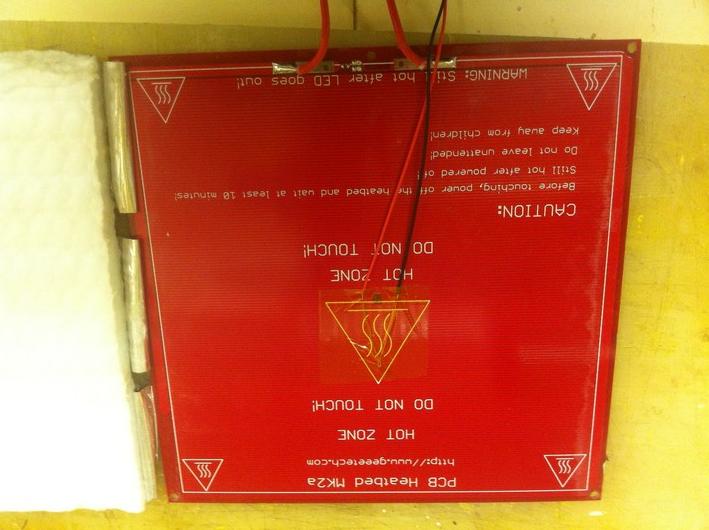 PCB Heatbed MK2a
http://www.geeetech.com
HOT ZONE
DO NOT TOUCH!
HOT ZONE
DO NOT TOUCH!
CAUTION:
Before touching, power off the heatbed and wait at least 10 minutes!
Still hot after powered off!
Do not leave unattended!
Keep away from children!
WARNING: Still hot after LED goes out!